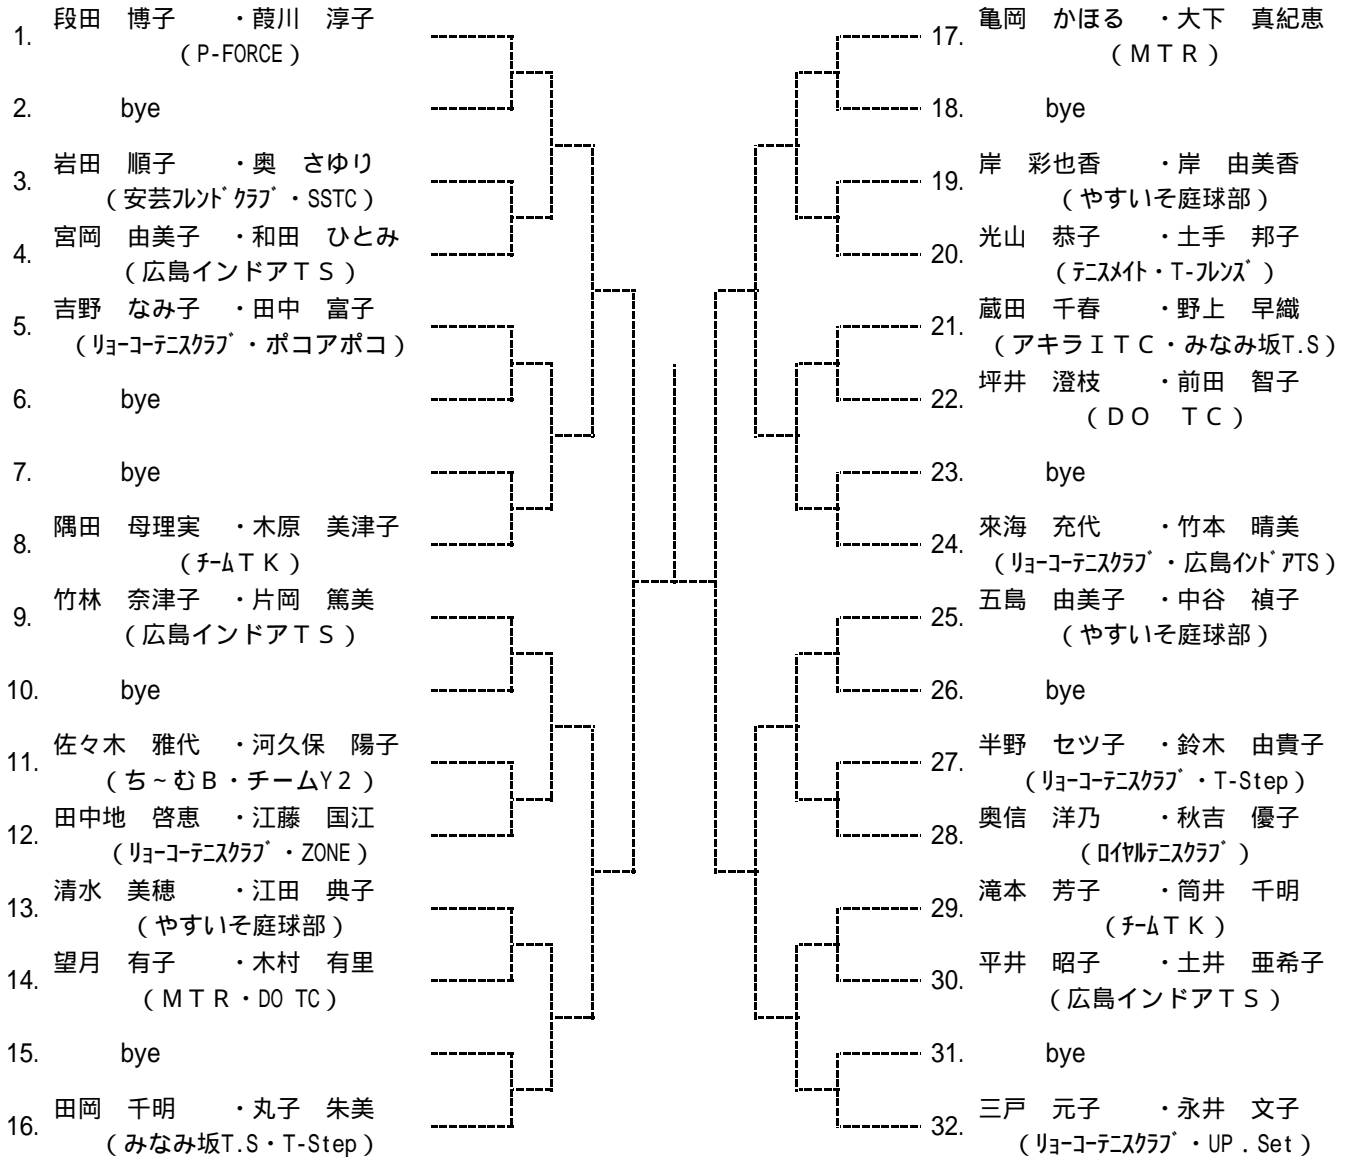 1. 段田　博子　・葭川　淳子
（P-FORCE）
2. bye
3. 岩田　順子　・奥　さゆり
（安芸ﾌﾚﾝﾄﾞｸﾗﾌﾞ・SSTC）
4. 宮岡　由美子　・和田　ひとみ
（広島インドアＴＳ）
5. 吉野　なみ子　・田中　富子
（ﾘｮｰｺｰﾃﾆｽｸﾗﾌﾞ・ポコアポコ）
6. bye
7. bye
8. 隅田　母理実　・木原　美津子
（ﾁｰﾑＴＫ）
9. 竹林　奈津子　・片岡　篤美
（広島インドアＴＳ）
10. bye
11. 佐々木　雅代　・河久保　陽子
（ち～むＢ・チームY2）
12. 田中地　啓恵　・江藤　国江
（ﾘｮｰｺｰﾃﾆｽｸﾗﾌﾞ・ZONE）
13. 清水　美穂　・江田　典子
（やすいそ庭球部）
14. 望月　有子　・木村　有里
（ＭＴＲ・DO TC）
15. bye
16. 田岡　千明　・丸子　朱美
（みなみ坂T.S・T-Step）
17. 亀岡　かほる　・大下　真紀恵
（ＭＴＲ）
18. bye
19. 岸　彩也香　・岸　由美香
（やすいそ庭球部）
20. 光山　恭子　・土手　邦子
（ﾃﾆｽﾒｲﾄ・T-ﾌﾚﾝｽﾞ）
21. 蔵田　千春　・野上　早織
（アキラＩＴＣ・みなみ坂T.S）
22. 坪井　澄枝　・前田　智子
（ＤＯ　ＴＣ）
23. bye
24. 來海　充代　・竹本　晴美
（ﾘｮｰｺｰﾃﾆｽｸﾗﾌﾞ・広島ｲﾝﾄﾞｱTS）
25. 五島　由美子　・中谷　禎子
（やすいそ庭球部）
26. bye
27. 半野　セツ子　・鈴木　由貴子
（ﾘｮｰｺｰﾃﾆｽｸﾗﾌﾞ・T-Step）
28. 奥信　洋乃　・秋吉　優子
（ﾛｲﾔﾙﾃﾆｽｸﾗﾌﾞ）
29. 滝本　芳子　・筒井　千明
（ﾁｰﾑＴＫ）
30. 平井　昭子　・土井　亜希子
（広島インドアＴＳ）
31. bye
32. 三戸　元子　・永井　文子
（ﾘｮｰｺｰﾃﾆｽｸﾗﾌﾞ・UP．Set）